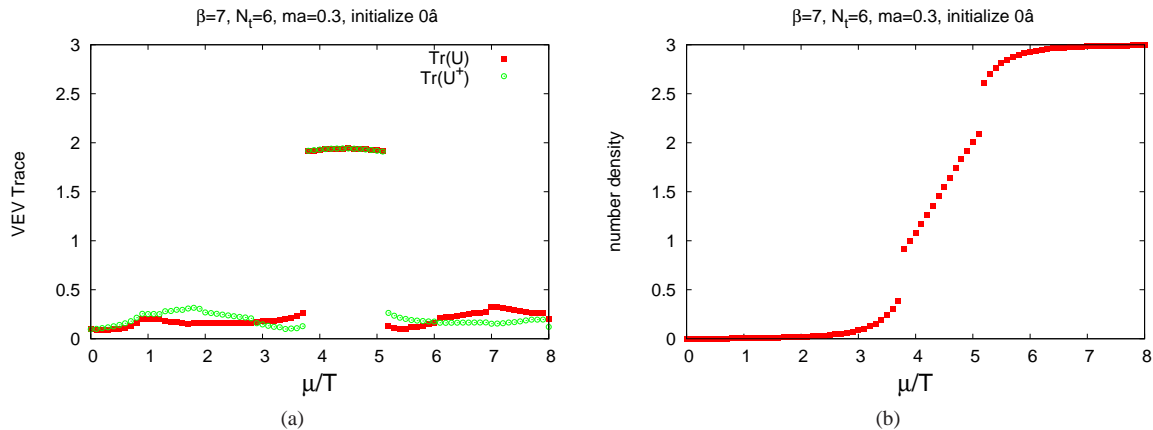 β=7, Nₜ=6, ma=0.3, initialize 0â
3
2.5
2
1.5
1
0.5
0
VEV Trace
Tr(U)
Tr(U⁺)
0 1 2 3 4 5 6 7 8
μ/T
(a)
β=7, Nₜ=6, ma=0.3, initialize 0â
3
2.5
2
1.5
1
0.5
0
number density
0 1 2 3 4 5 6 7 8
μ/T
(b)